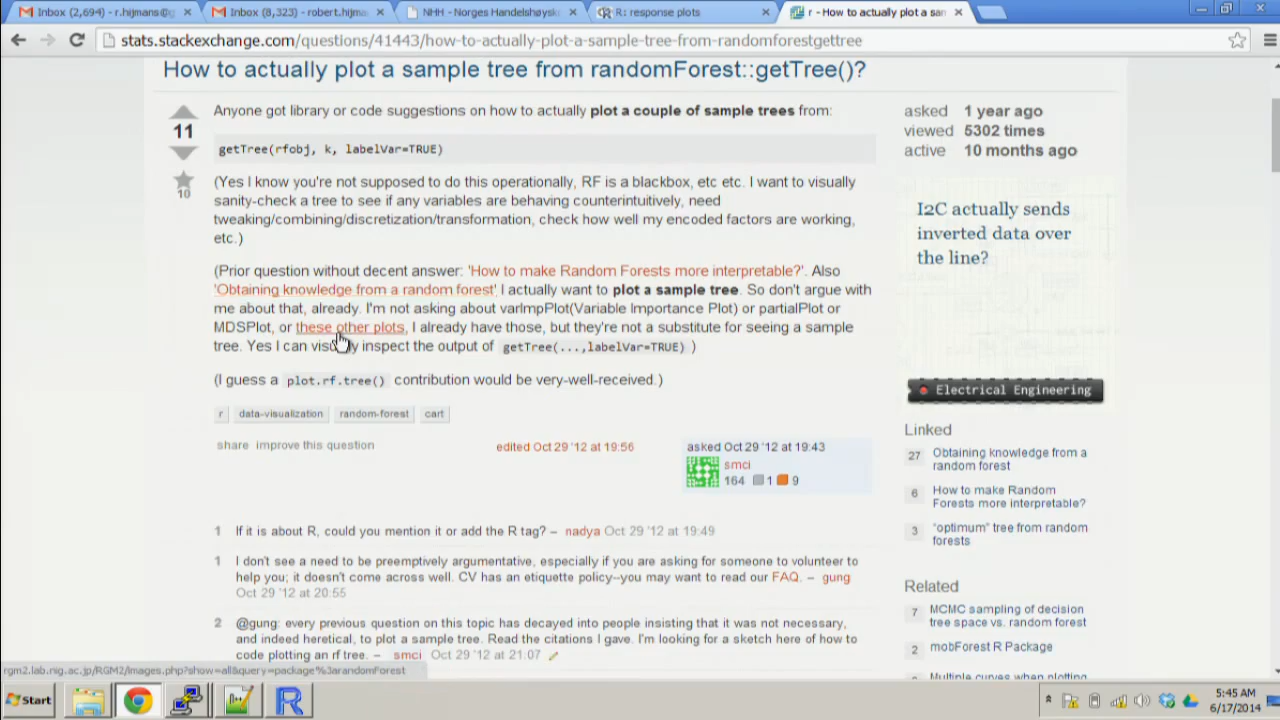 Inbox (2,694) - r.hijmans@g
Inbox (8,323) - robert.hijma
NHH - Norges Handelshøysk
R: response plots
r - How to actually plot a san
stats.stackexchange.com/questions/41443/how-to-actually-plot-a-sample-tree-from-randomforestgettree
How to actually plot a sample tree from randomForest::getTree()?
11
10
Anyone got library or code suggestions on how to actually plot a couple of sample trees from:
getTree(rfobj, k, labelVar=TRUE)
(Yes I know you're not supposed to do this operationally, RF is a blackbox, etc etc. I want to visually
sanity-check a tree to see if any variables are behaving counterintuitively, need
tweaking/combining/discretization/transformation, check how well my encoded factors are working,
etc.)
(Prior question without decent answer: 'How to make Random Forests more interpretable?'. Also
'Obtaining knowledge from a random forest' I actually want to plot a sample tree. So don't argue with
me about that, already. I'm not asking about varImpPlot(Variable Importance Plot) or partialPlot or
MDSPlot, or these other plots, I already have those, but they're not a substitute for seeing a sample
tree. Yes I can visually inspect the output of getTree(...,labelVar=TRUE) )
(I guess a plot.rf.tree() contribution would be very-well-received.)
r data-visualization random-forest cart
share improve this question
edited Oct 29 '12 at 19:56
asked Oct 29 '12 at 19:43
smci
164 1 9
1 If it is about R, could you mention it or add the R tag? – nadya Oct 29 '12 at 19:49
1 I don't see a need to be preemptively argumentative, especially if you are asking for someone to volunteer to
help you; it doesn't come across well. CV has an etiquette policy--you may want to read our FAQ. – gung
Oct 29 '12 at 20:55
2 @gung: every previous question on this topic has decayed into people insisting that it was not necessary,
and indeed heretical, to plot a sample tree. Read the citations I gave. I'm looking for a sketch here of how to
code plotting an rf tree. – smci Oct 29 '12 at 21:07
asked 1 year ago
viewed 5302 times
active 10 months ago
I2C actually sends
inverted data over
the line?
Electrical Engineering
Linked
27 Obtaining knowledge from a
random forest
6 How to make Random
Forests more interpretable?
3 "optimum" tree from random
forests
Related
7 MCMC sampling of decision
tree space vs. random forest
2 mobForest R Package
Multiple curves when plotting
rgm2.lab.nig.ac.jp/RGM2/images.php?show=all&query=package%3arandomForest
Start
5:45 AM
6/17/2014